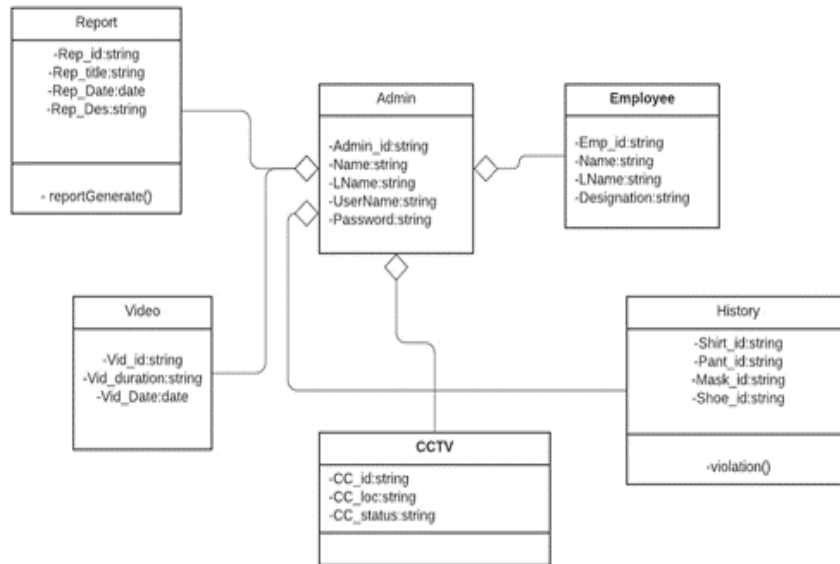 Report
-Rep_id:string
-Rep_title:string
-Rep_Date:date
-Rep_Des:string
- reportGenerate()
Admin
-Admin_id:string
-Name:string
-LName:string
-UserName:string
-Password:string
Employee
-Emp_id:string
-Name:string
-LName:string
-Designation:string
Video
-Vid_id:string
-Vid_duration:string
-Vid_Date:date
CCTV
-CC_id:string
-CC_loc:string
-CC_status:string
History
-Shirt_id:string
-Pant_id:string
-Mask_id:string
-Shoe_id:string
-violation()